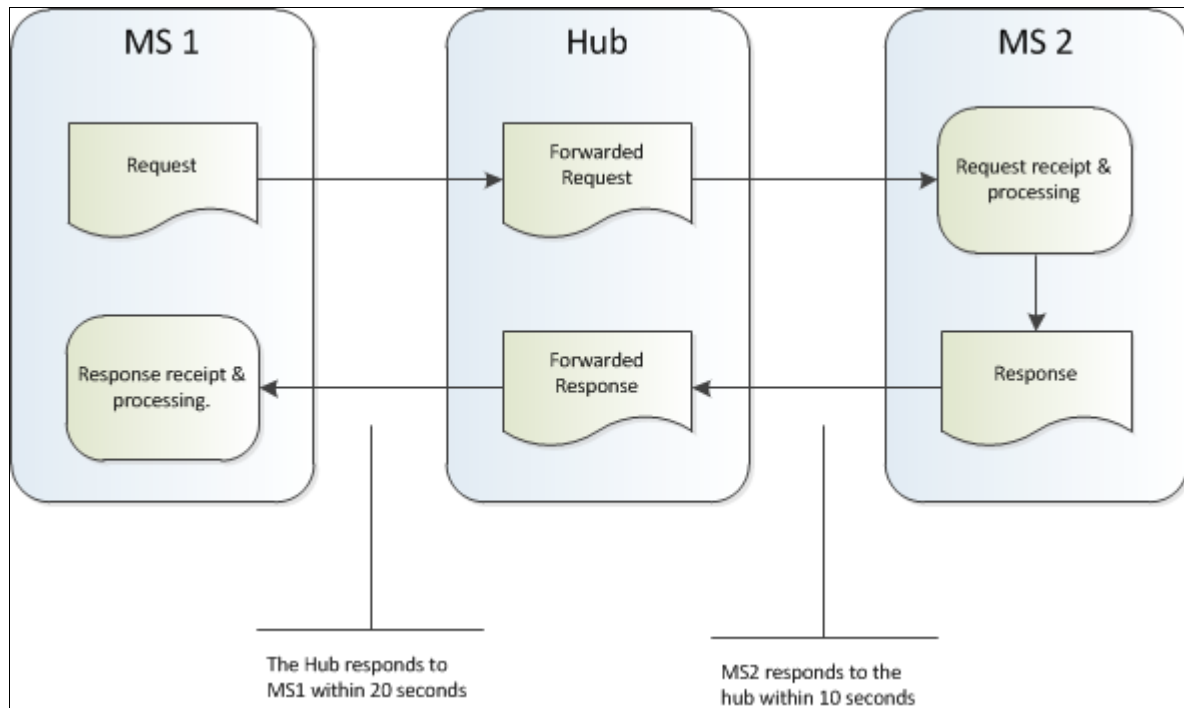 MS 1
Hub
MS 2
Request
Forwarded
Request
Request receipt &
processing
Response receipt &
processing.
Forwarded
Response
Response
The Hub responds to
MS1 within 20 seconds
MS2 responds to the
hub within 10 seconds